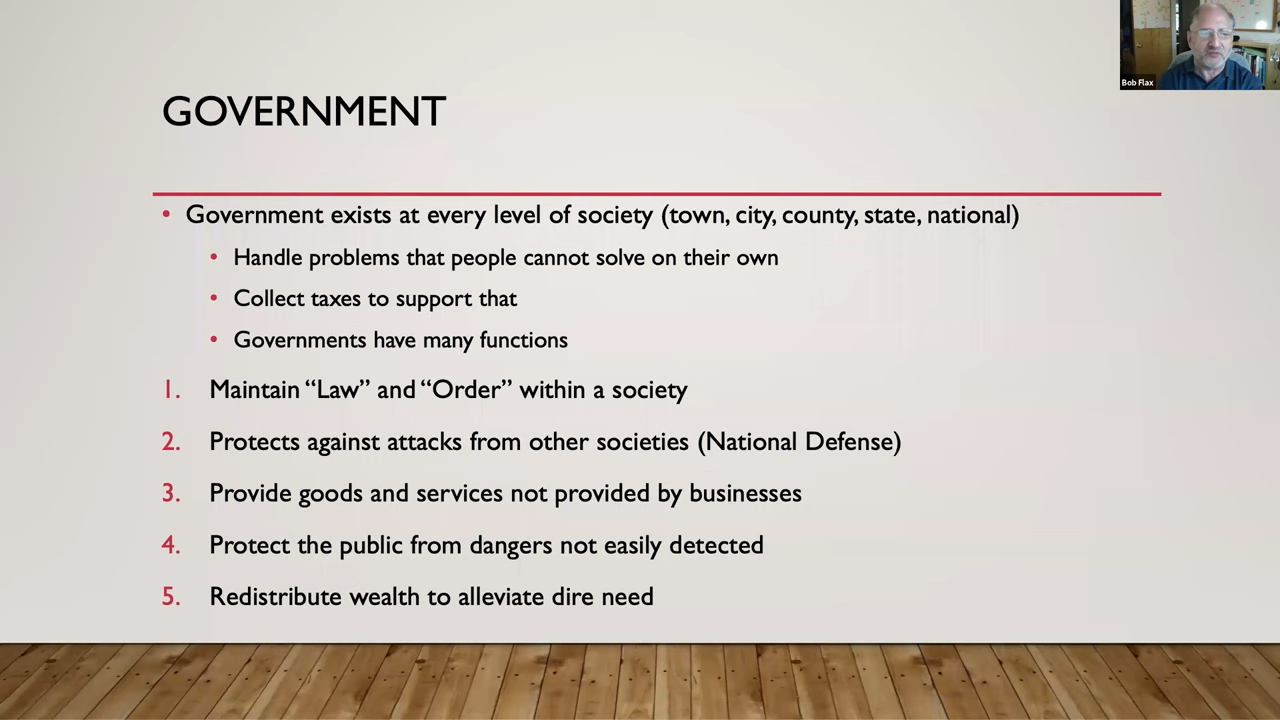 Bob Flax
GOVERNMENT
• Government exists at every level of society (town, city, county, state, national)
• Handle problems that people cannot solve on their own
• Collect taxes to support that
• Governments have many functions
1. Maintain “Law” and “Order” within a society
2. Protects against attacks from other societies (National Defense)
3. Provide goods and services not provided by businesses
4. Protect the public from dangers not easily detected
5. Redistribute wealth to alleviate dire need